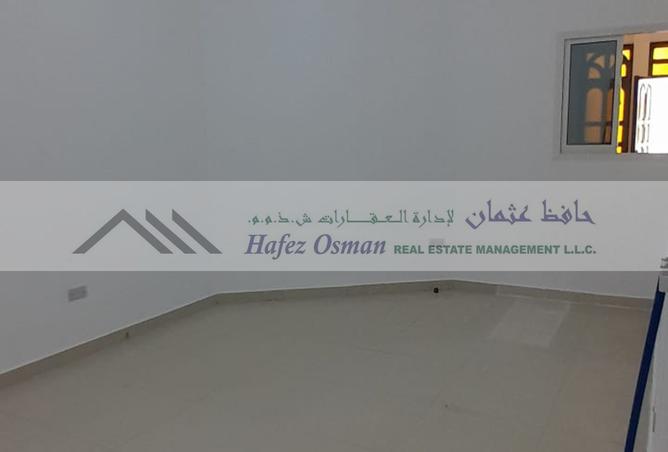 حافظ عثمان لإدارة العقارات ش.ذ.م.م.
Hafez Osman REAL ESTATE MANAGEMENT L.L.C.